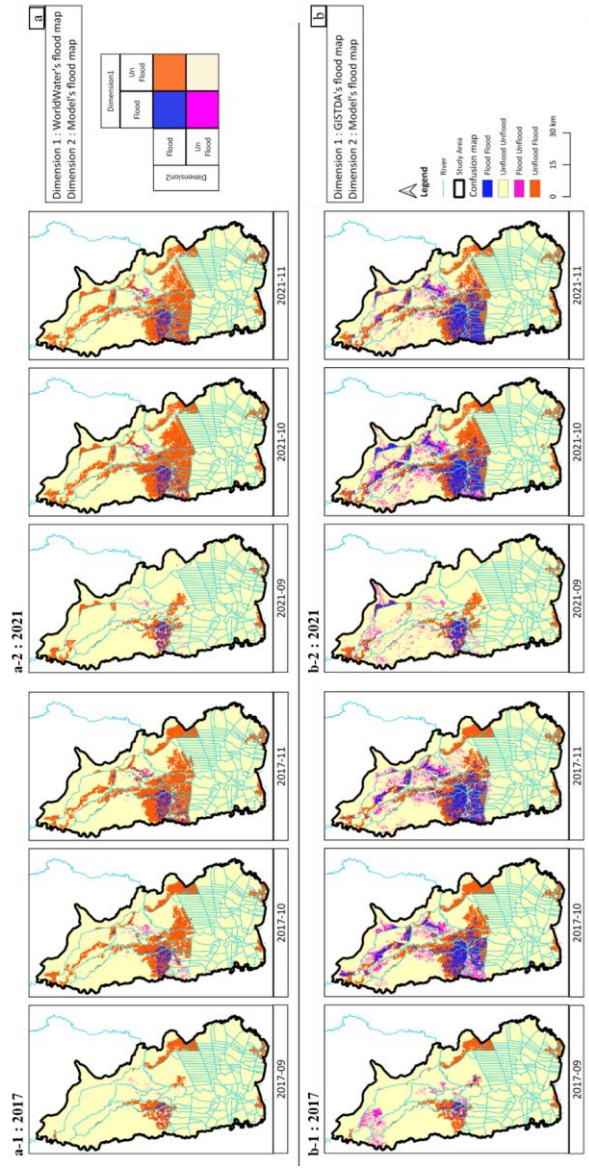 a-1 : 2017
a-2 : 2021
a
2017-09
2017-10
2017-11
2021-09
2021-10
2021-11
Dimension 1 : WorldWater's flood map
Dimension 2 : Model's flood map
Dimension1
Flood
Un Flood
Dimension2
Flood
Un Flood
b-1 : 2017
b-2 : 2021
b
2017-09
2017-10
2017-11
2021-09
2021-10
2021-11
Dimension 1 : GISTDA's flood map
Dimension 2 : Model's flood map
Legend
River
Study Area
Confusion map
Flood Flood
Unflood Unflood
Flood Unflood
Unflood Flood
0 15 30 km